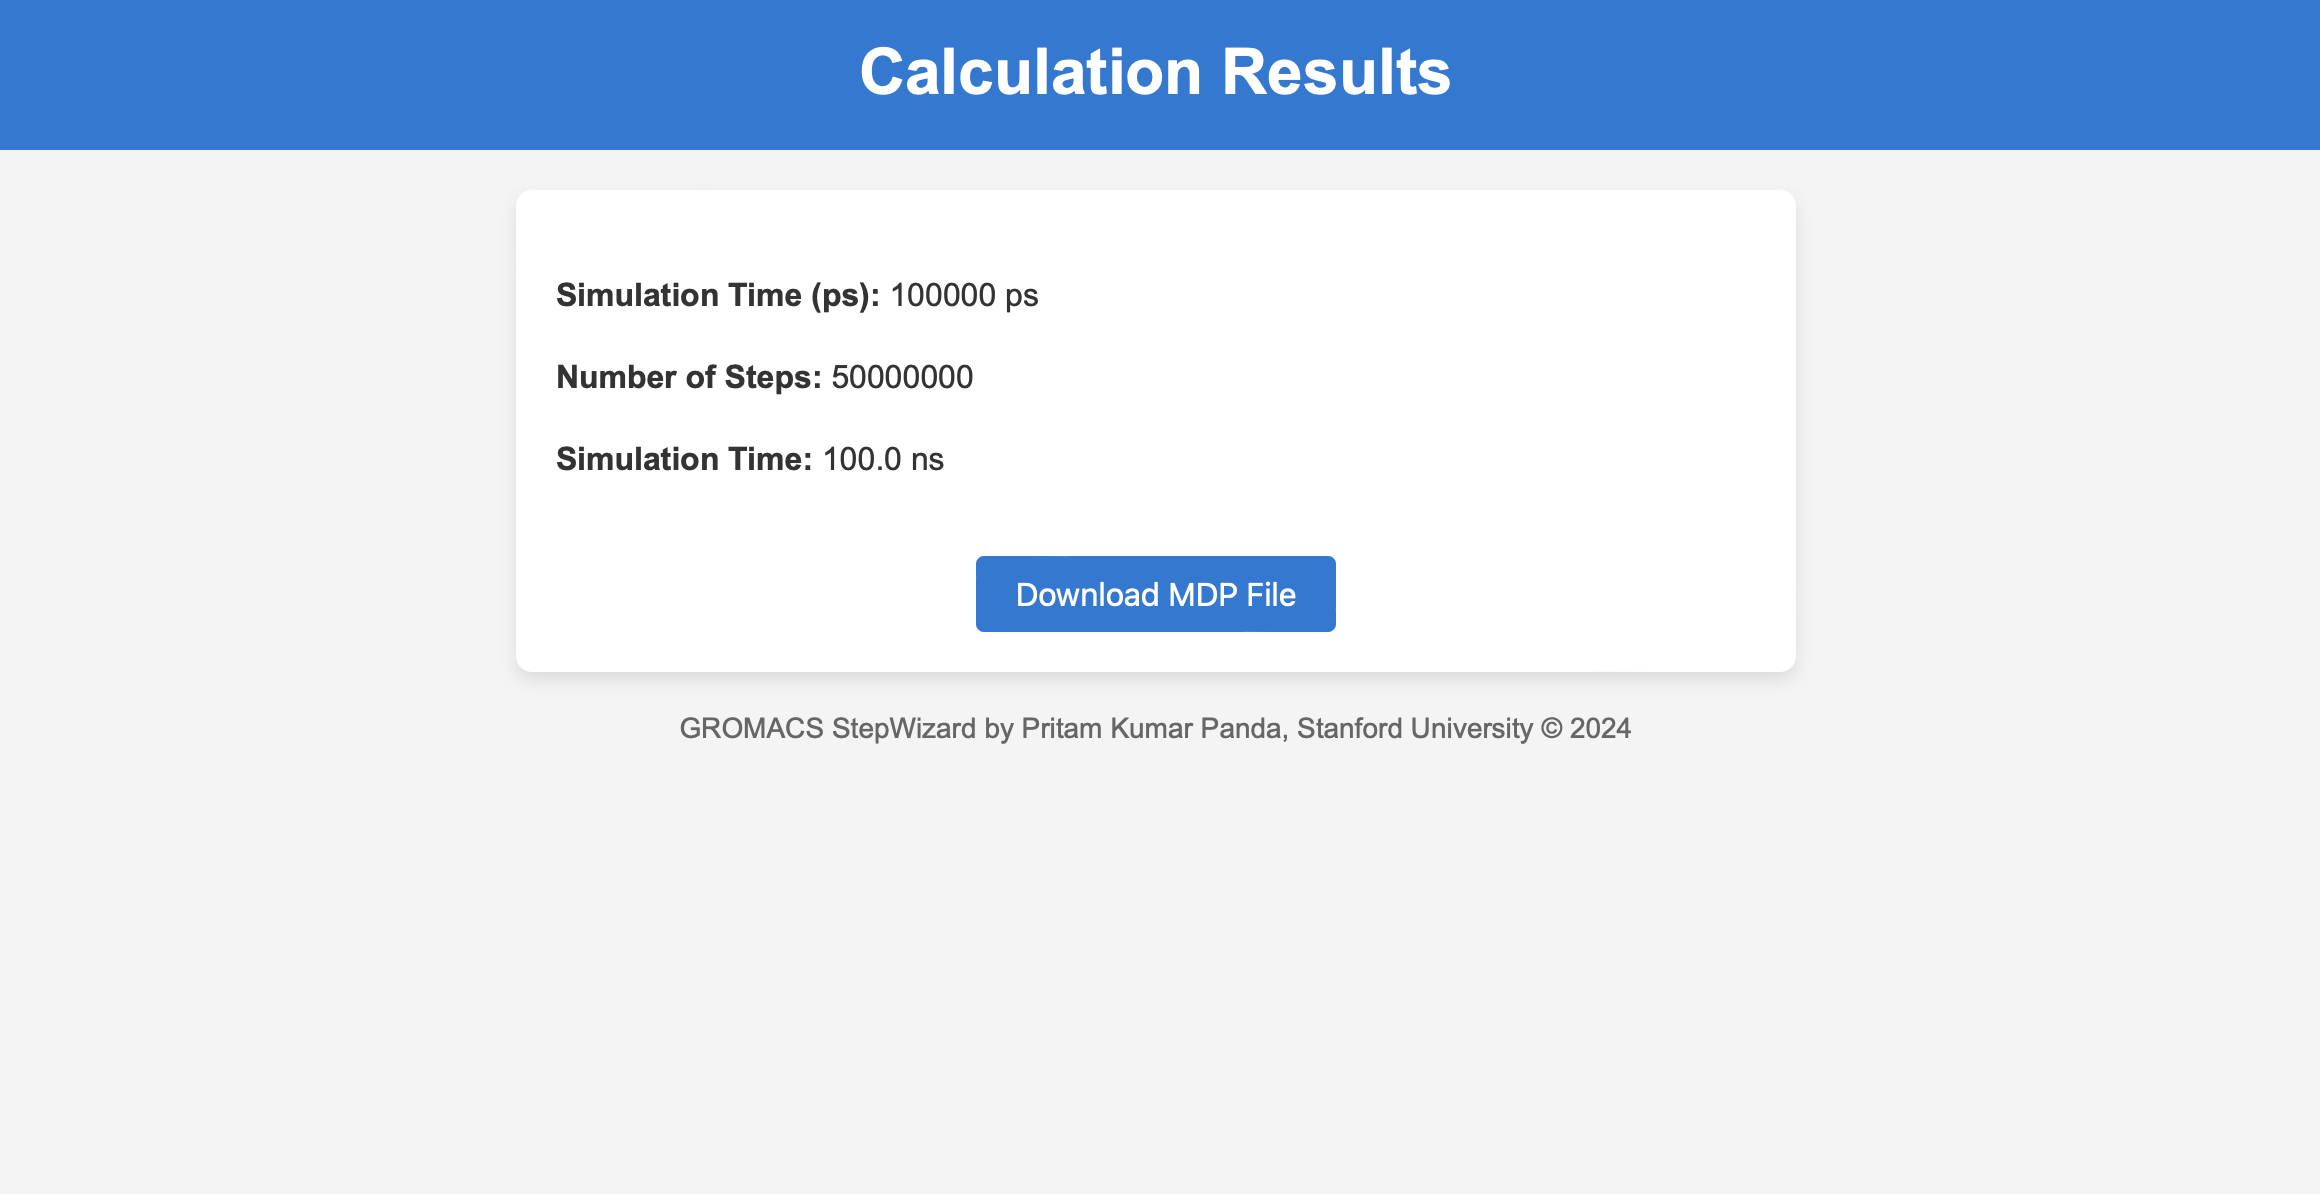 Calculation Results
Simulation Time (ps): 100000 ps
Number of Steps: 50000000
Simulation Time: 100.0 ns
Download MDP File
GROMACS StepWizard by Pritam Kumar Panda, Stanford University © 2024